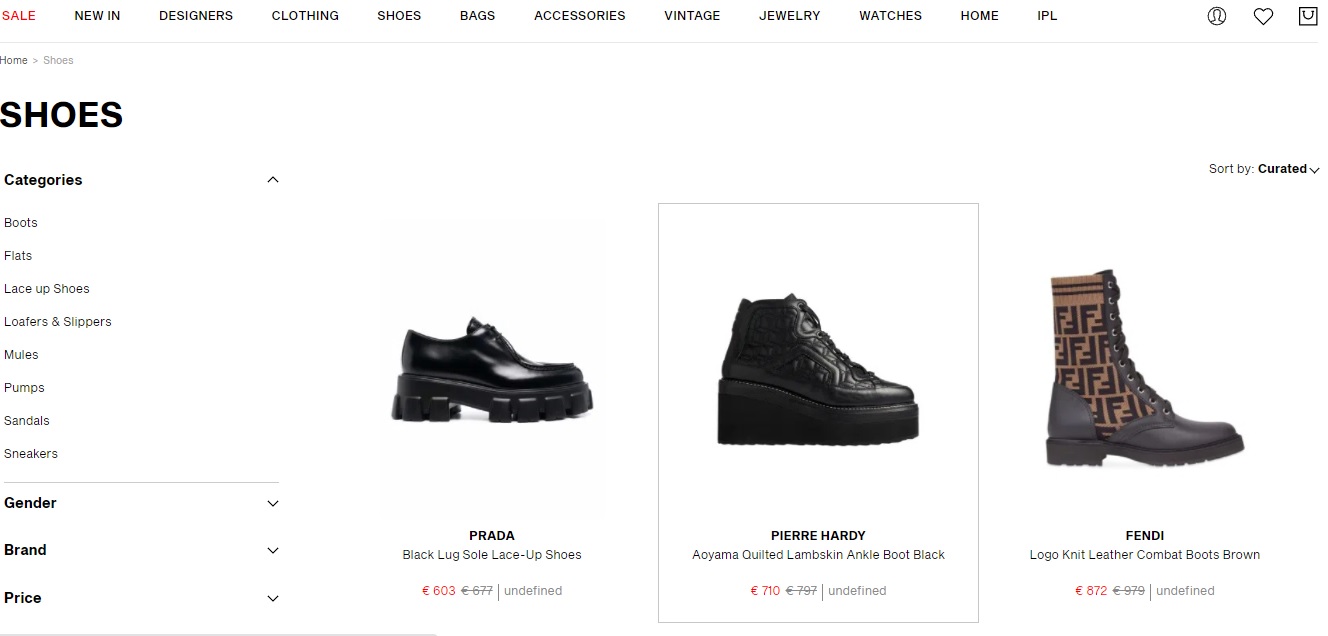 SALE NEW IN DESIGNERS CLOTHING SHOES BAGS ACCESSORIES VINTAGE JEWELRY WATCHES HOME IPL
Home > Shoes
SHOES
Sort by: Curated
Categories
Boots
Flats
Lace up Shoes
Loafers & Slippers
Mules
Pumps
Sandals
Sneakers
Gender
Brand
Price
PRADA
Black Lug Sole Lace-Up Shoes
€ 603 € 677 | undefined
PIERRE HARDY
Aoyama Quilted Lambskin Ankle Boot Black
€ 710 € 797 | undefined
FENDI
Logo Knit Leather Combat Boots Brown
€ 872 € 979 | undefined